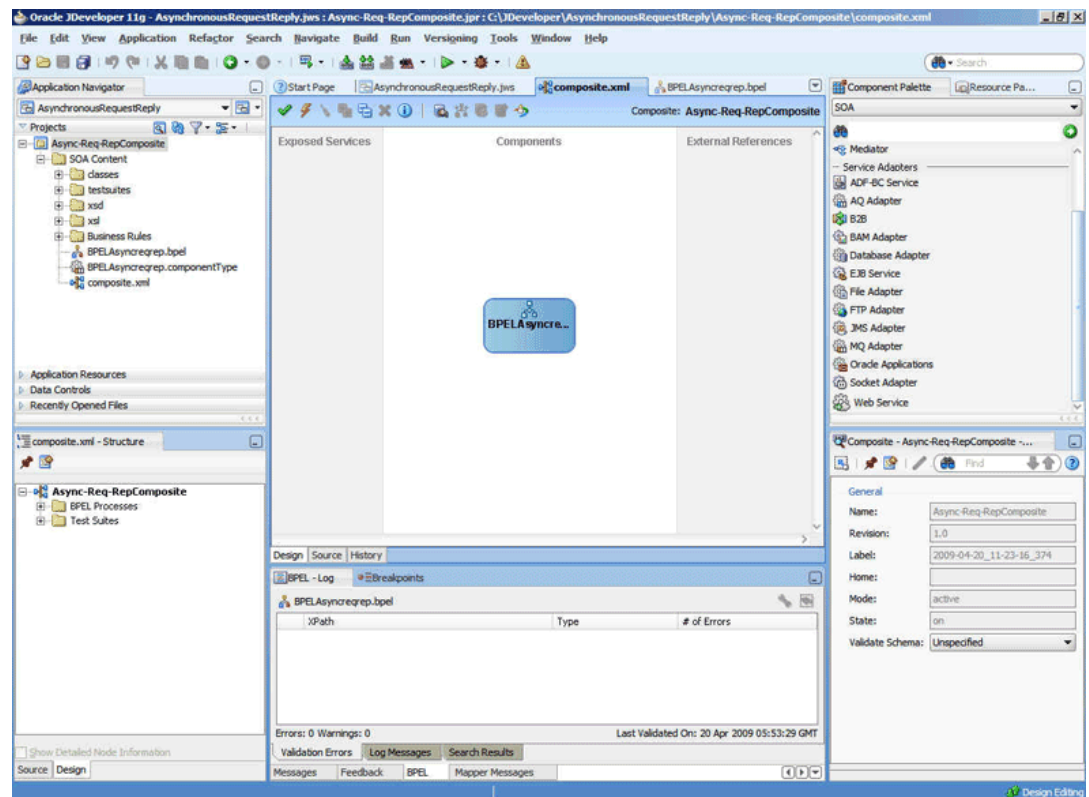 Oracle JDeveloper 11g - AsynchronousRequestReply.jws : Async-Req-RepComposite.jpr : C:\JDeveloper\AsynchronousRequestReply\Async-Req-RepComposite\composite.xml
File Edit View Application Refactor Search Navigate Build Run Versioning Tools Window Help
Search
Application Navigator
AsynchronousRequestReply
Projects
Async-Req-RepComposite
SOA Content
classes
testsuites
xsd
xsl
Business Rules
BPELAsyncreqrep.bpel
BPELAsyncreqrep.componentType
composite.xml
Application Resources
Data Controls
Recently Opened Files
composite.xml - Structure
Async-Req-RepComposite
BPEL Processes
Test Suites
Show Detailed Node Information
Source Design
Start Page AsynchronousRequestReply.jws composite.xml BPELAsyncreqrep.bpel
Composite: Async-Req-RepComposite
Exposed Services Components External References
BPELAsyncre...
Design Source History
BPEL - Log Breakpoints
BPELAsyncreqrep.bpel
XPath Type # of Errors
Errors: 0 Warnings: 0 Last Validated On: 20 Apr 2009 05:53:29 GMT
Validation Errors Log Messages Search Results
Messages Feedback BPEL Mapper Messages
Component Palette Resource Pa...
SOA
Mediator
Service Adapters
ADF-BC Service
AQ Adapter
B2B
BAM Adapter
Database Adapter
EJB Service
File Adapter
FTP Adapter
JMS Adapter
MQ Adapter
Oracle Applications
Socket Adapter
Web Service
Composite - Async-Req-RepComposite -...
Find
General
Name: Async-Req-RepComposite
Revision: 1.0
Label: 2009-04-20_11-23-16_374
Home:
Mode: active
State: on
Validate Schema: Unspecified
Design Editing